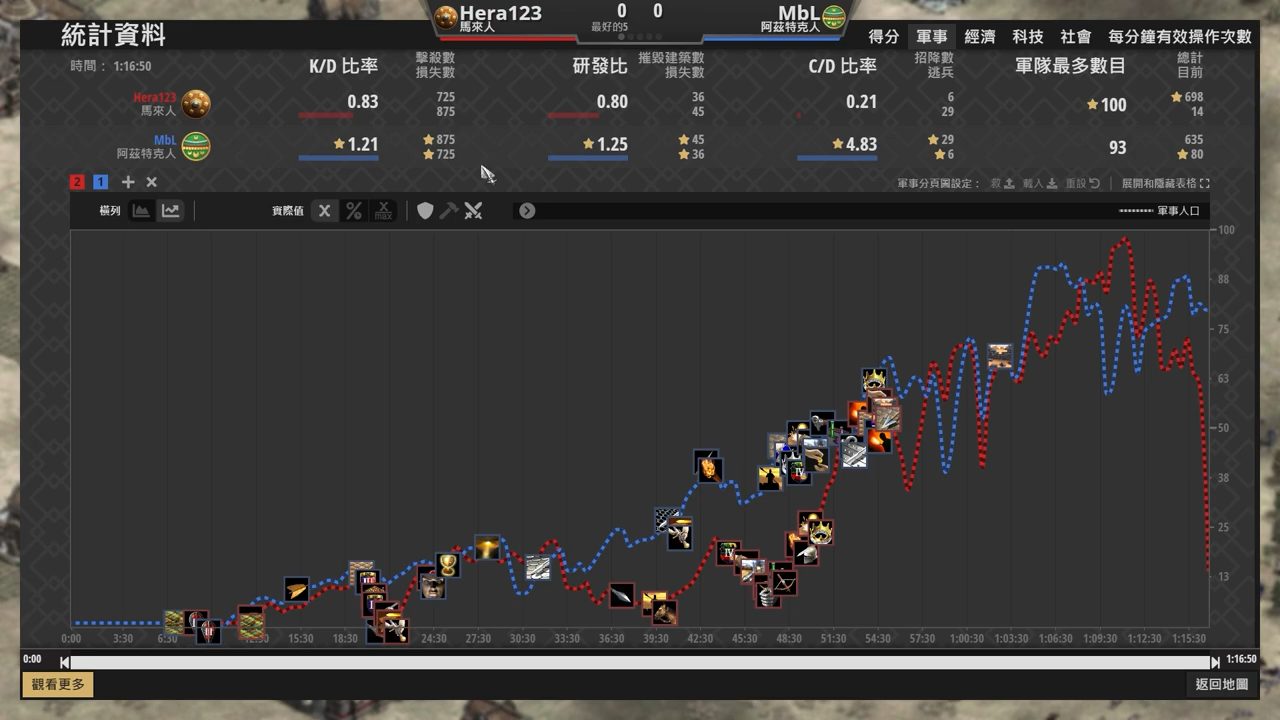 Hera123
馬來人
0 0
最好的5
MbL
阿茲特克人
統計資料
得分 軍事 經濟 科技 社會 每分鐘有效操作次數
時間： 1:16:50
K/D 比率
擊殺數
損失數
研發比
摧毀建築數
損失數
C/D 比率
招降數
逃兵
軍隊最多數目
總計
目前
Hera123
馬來人
0.83
725
875
0.80
36
45
0.21
6
29
100
698
14
MbL
阿茲特克人
1.21
875
725
1.25
45
36
4.83
29
6
93
635
80
2 1
軍事分頁圖設定： 載入 重設 展開和隱藏表格
橫列 實際值 X % X max
軍事人口
100
88
75
63
50
38
25
13
0:00 3:30 6:30 12:30 15:30 18:30 24:30 27:30 30:30 33:30 36:30 39:30 42:30 45:30 48:30 51:30 54:30 57:30 1:00:30 1:03:30 1:06:30 1:09:30 1:12:30 1:15:30
0:00 1:16:50
觀看更多 返回地圖